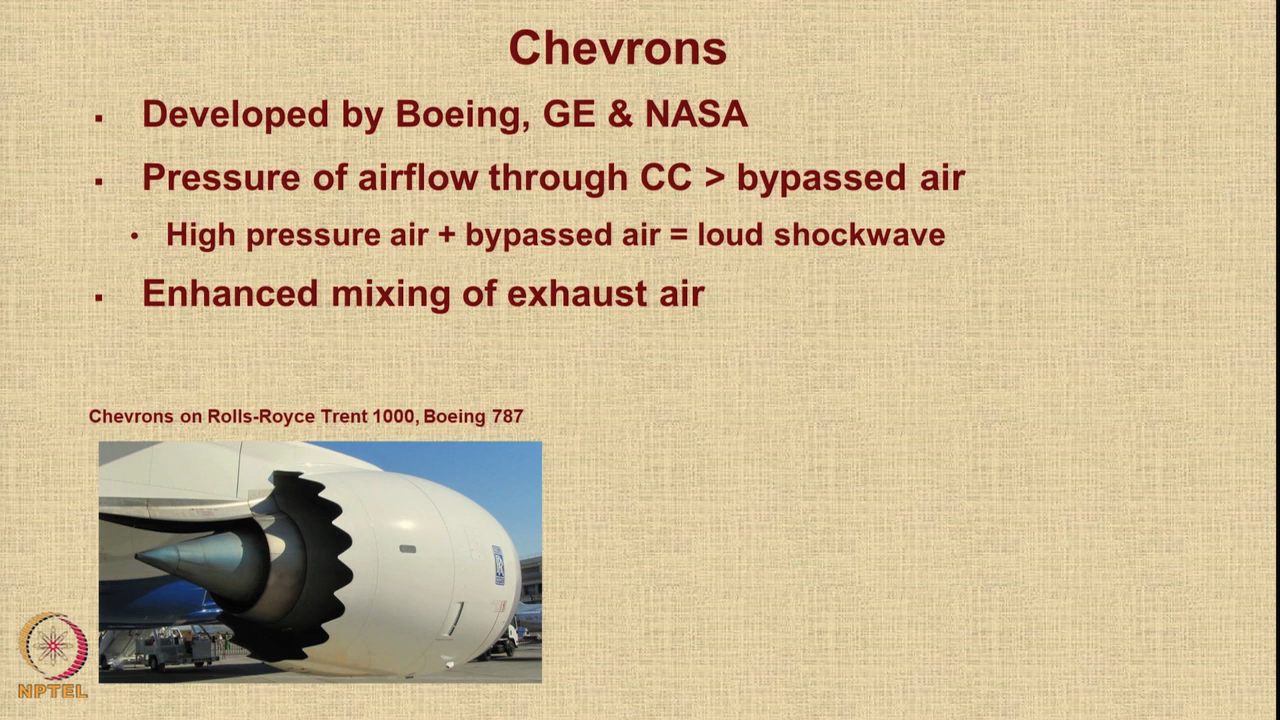 Chevrons
▪ Developed by Boeing, GE & NASA
▪ Pressure of airflow through CC > bypassed air
• High pressure air + bypassed air = loud shockwave
▪ Enhanced mixing of exhaust air
Chevrons on Rolls-Royce Trent 1000, Boeing 787
NPTEL